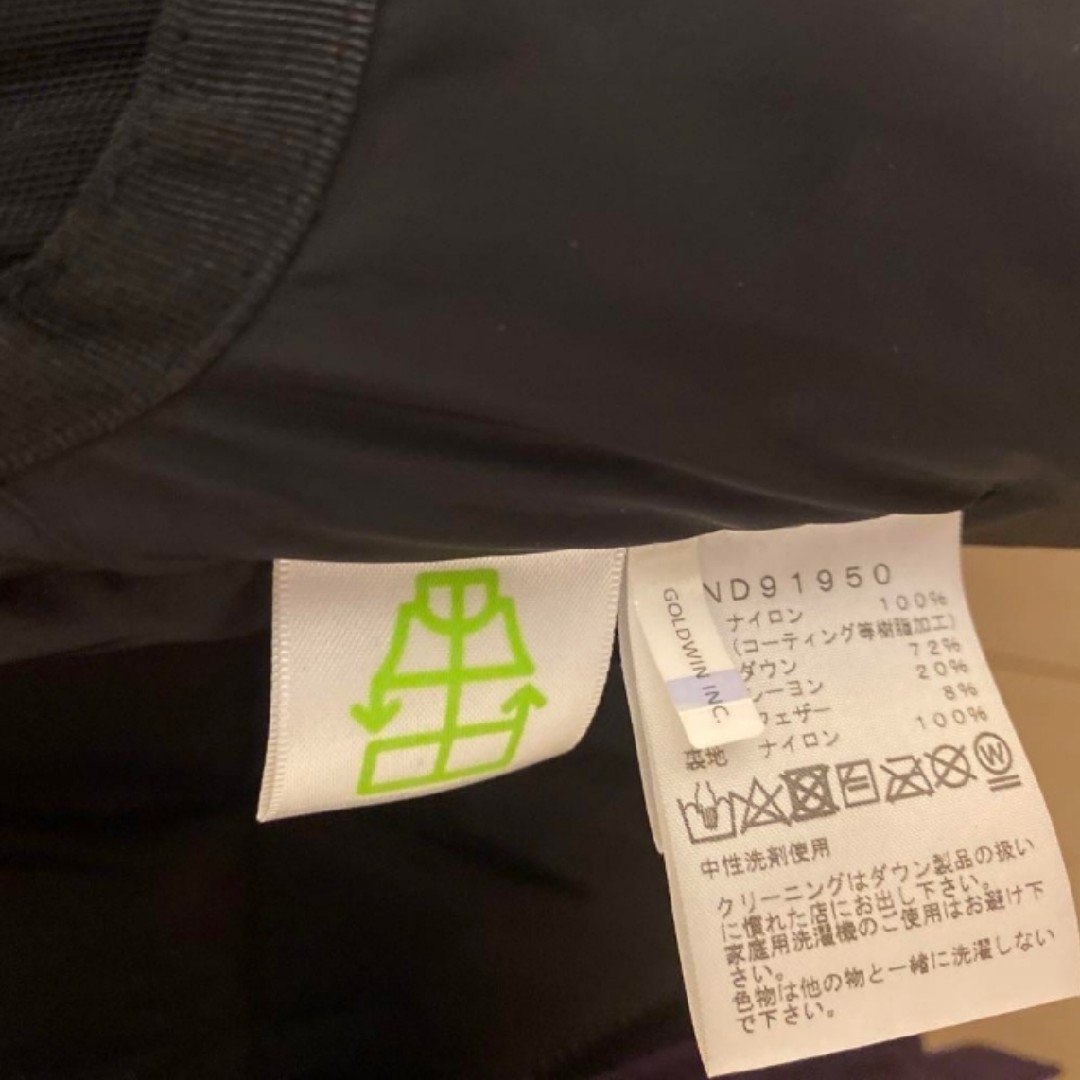 GOLDWIN INC.
ND91950
ナイロン 100%
(コーティング等樹脂加工)
ダウン 72%
レーヨン 20%
フェザー 8%
裏地 ナイロン 100%
W
中性洗剤使用
クリーニングはダウン製品の扱い
に慣れた店にお出し下さい。
家庭用洗濯機のご使用はお避け下
さい。
色物は他の物と一緒に洗濯しない
で下さい。